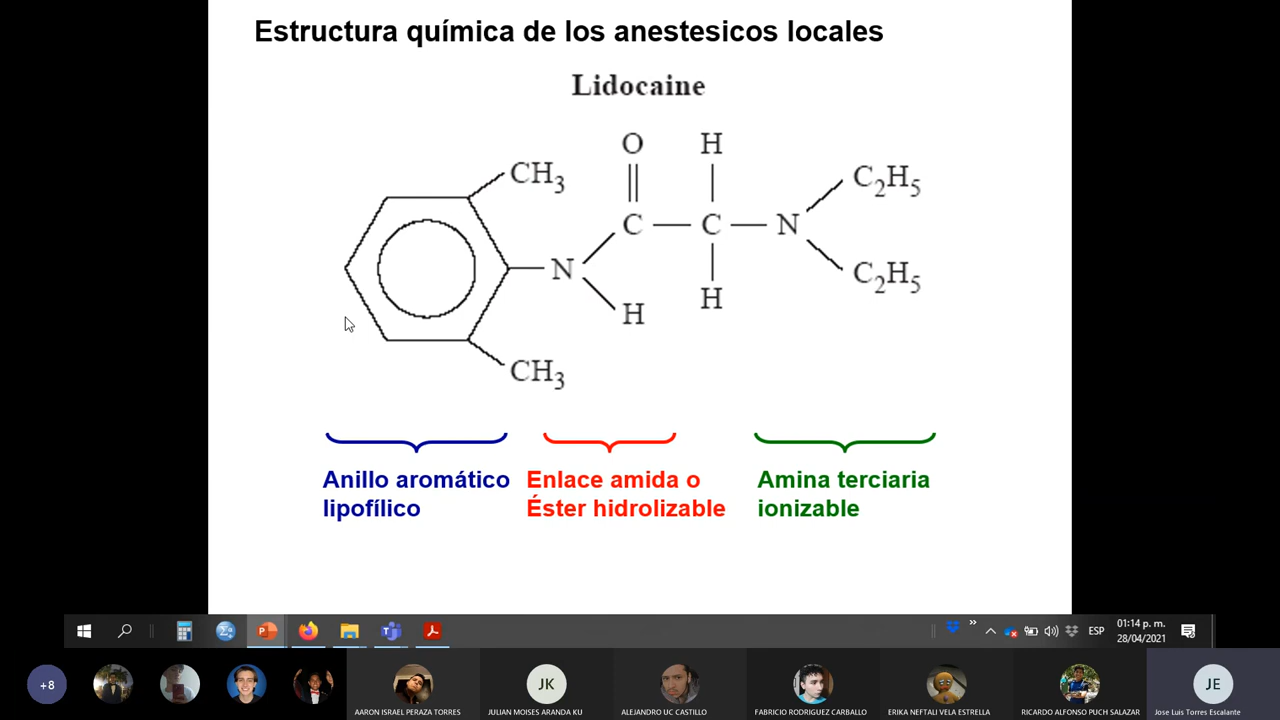 Estructura química de los anestesicos locales
Lidocaine
O H
CH3 C2H5
C C N
N
H H C2H5
CH3
Anillo aromático
lipofílico
Enlace amida o
Éster hidrolizable
Amina terciaria
ionizable
ESP
01:14 p. m.
28/04/2021
+8
AARON ISRAEL PERAZA TORRES
JK
JULIAN MOISES ARANDA KU
ALEJANDRO UC CASTILLO
FABRICIO RODRIGUEZ CARBALLO
ERIKA NEFTALI VELA ESTRELLA
RICARDO ALFONSO PUCH SALAZAR
JE
Jose Luis Torres Escalante